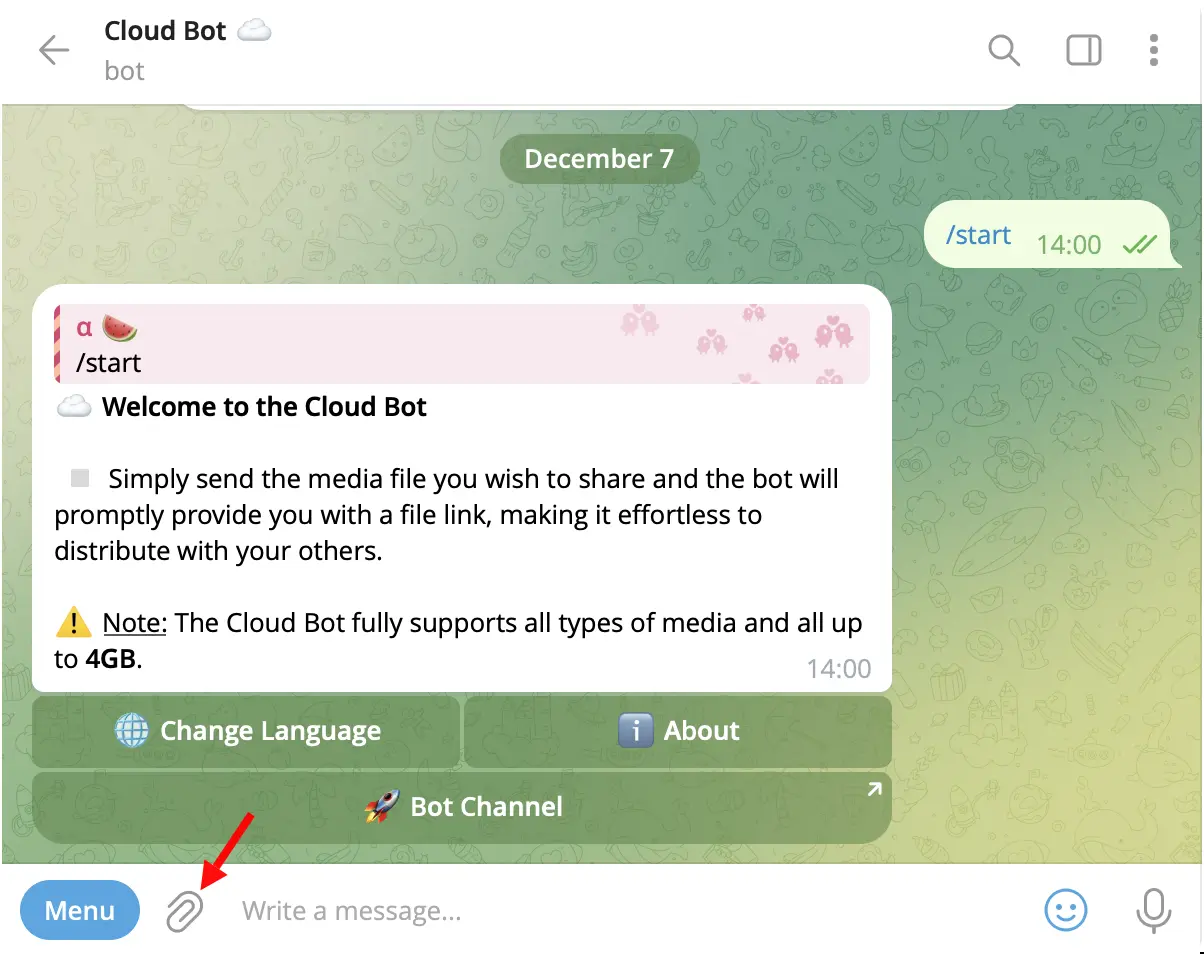 Cloud Bot ☁️
bot
December 7
/start 14:00
α 🍉
/start
☁️ Welcome to the Cloud Bot
◽ Simply send the media file you wish to share and the bot will
promptly provide you with a file link, making it effortless to
distribute with your others.
⚠️ Note: The Cloud Bot fully supports all types of media and all up
to 4GB.
14:00
🌐 Change Language
ℹ️ About
🚀 Bot Channel
Menu
Write a message...